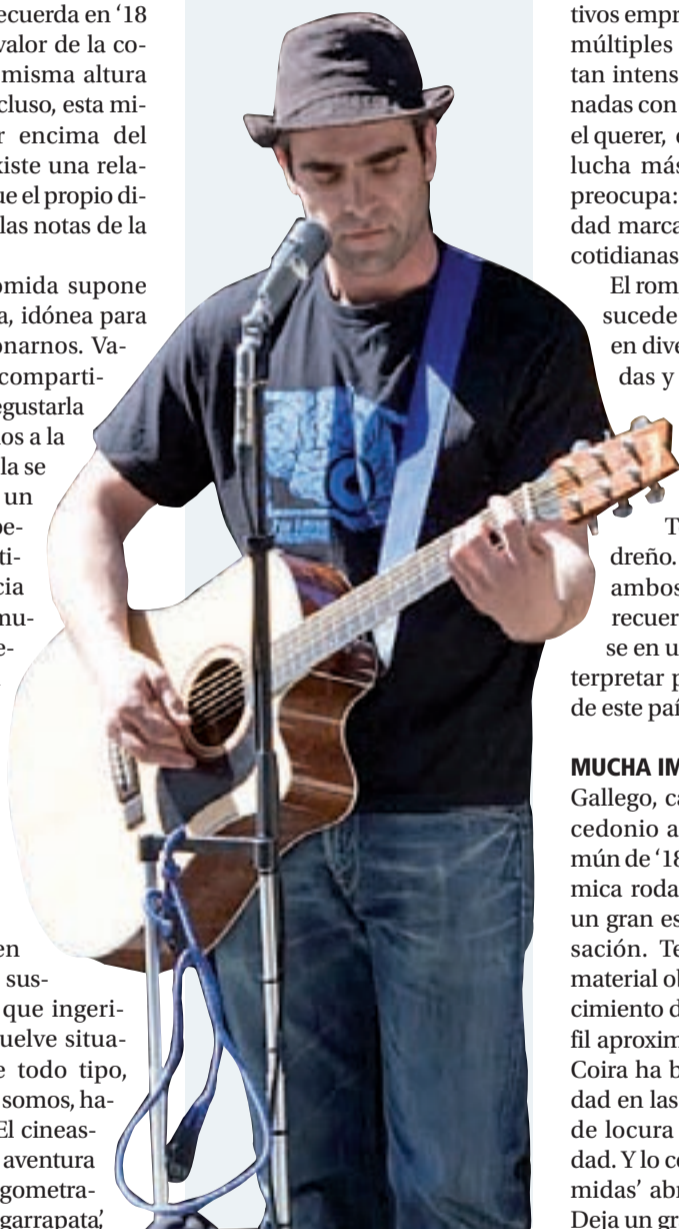 ecuerda en ‘18
valor de la co-
misma altura
cluso, esta mi-
r encima del
xiste una rela-
ue el propio di-
las notas de la
omida supone
a, idónea para
onarnos. Va-
comparti-
egustarla
os a la
la se
un
pe-
ti-
cia
mu-
e-
en
sus-
que ingeri-
uelve situa-
e todo tipo,
somos, ha-
El cineas-
aventura
gometra-
garrapata’,
tivos empr
múltiples
tan intens
nadas con
el querer, 
lucha más
preocupa:
dad marca
cotidianas
El rom
sucede
en dive
das y
T
dreño.
ambos
recuer
se en u
terpretar p
de este paí
MUCHA IM
Gallego, ca
cedonio a
mún de ‘18
mica roda
un gran es
sación. Te
material ob
cimiento d
fil aproxim
Coira ha b
dad en las
de locura
dad. Y lo co
midas’ abr
Deja un gr